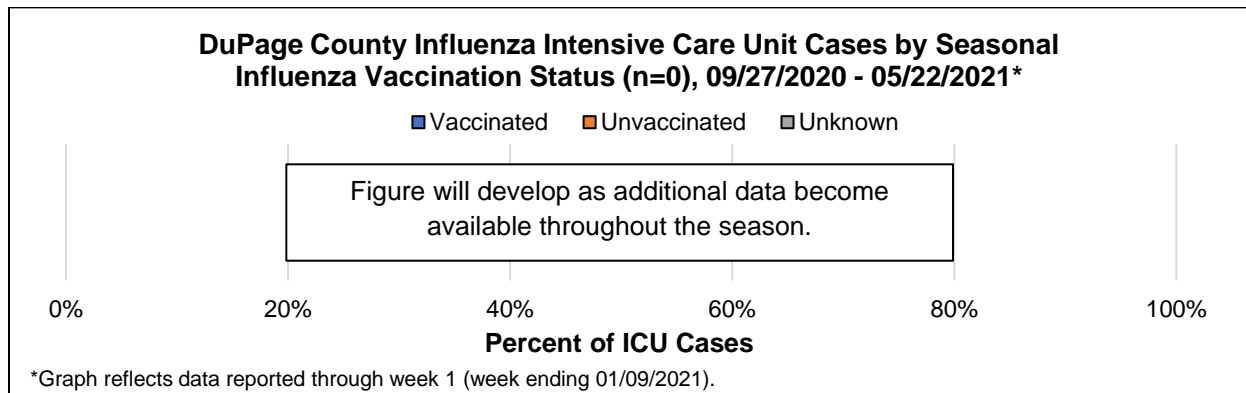 DuPage County Influenza Intensive Care Unit Cases by Seasonal
Influenza Vaccination Status (n=0), 09/27/2020 - 05/22/2021*
Vaccinated Unvaccinated Unknown
Figure will develop as additional data become
available throughout the season.
0% 20% 40% 60% 80% 100%
Percent of ICU Cases
*Graph reflects data reported through week 1 (week ending 01/09/2021).